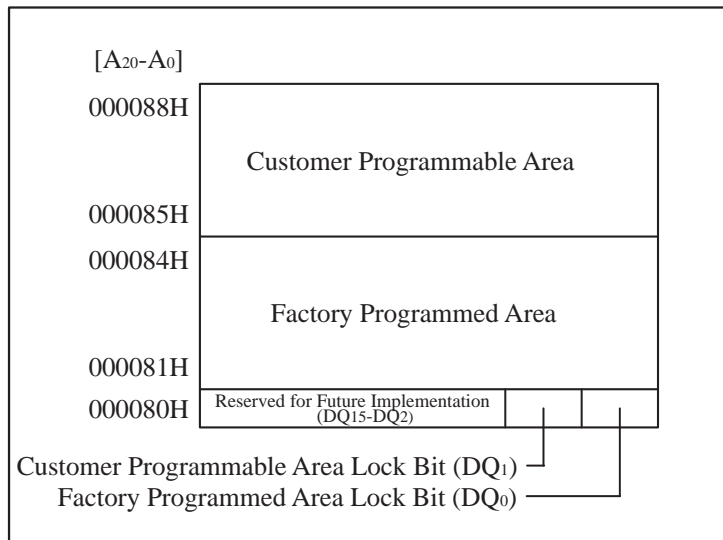 [A20-A0]
000088H
Customer Programmable Area
000085H
000084H
Factory Programmed Area
000081H
000080H
Reserved for Future Implementation
(DQ15-DQ2)
Customer Programmable Area Lock Bit (DQ1)
Factory Programmed Area Lock Bit (DQ0)